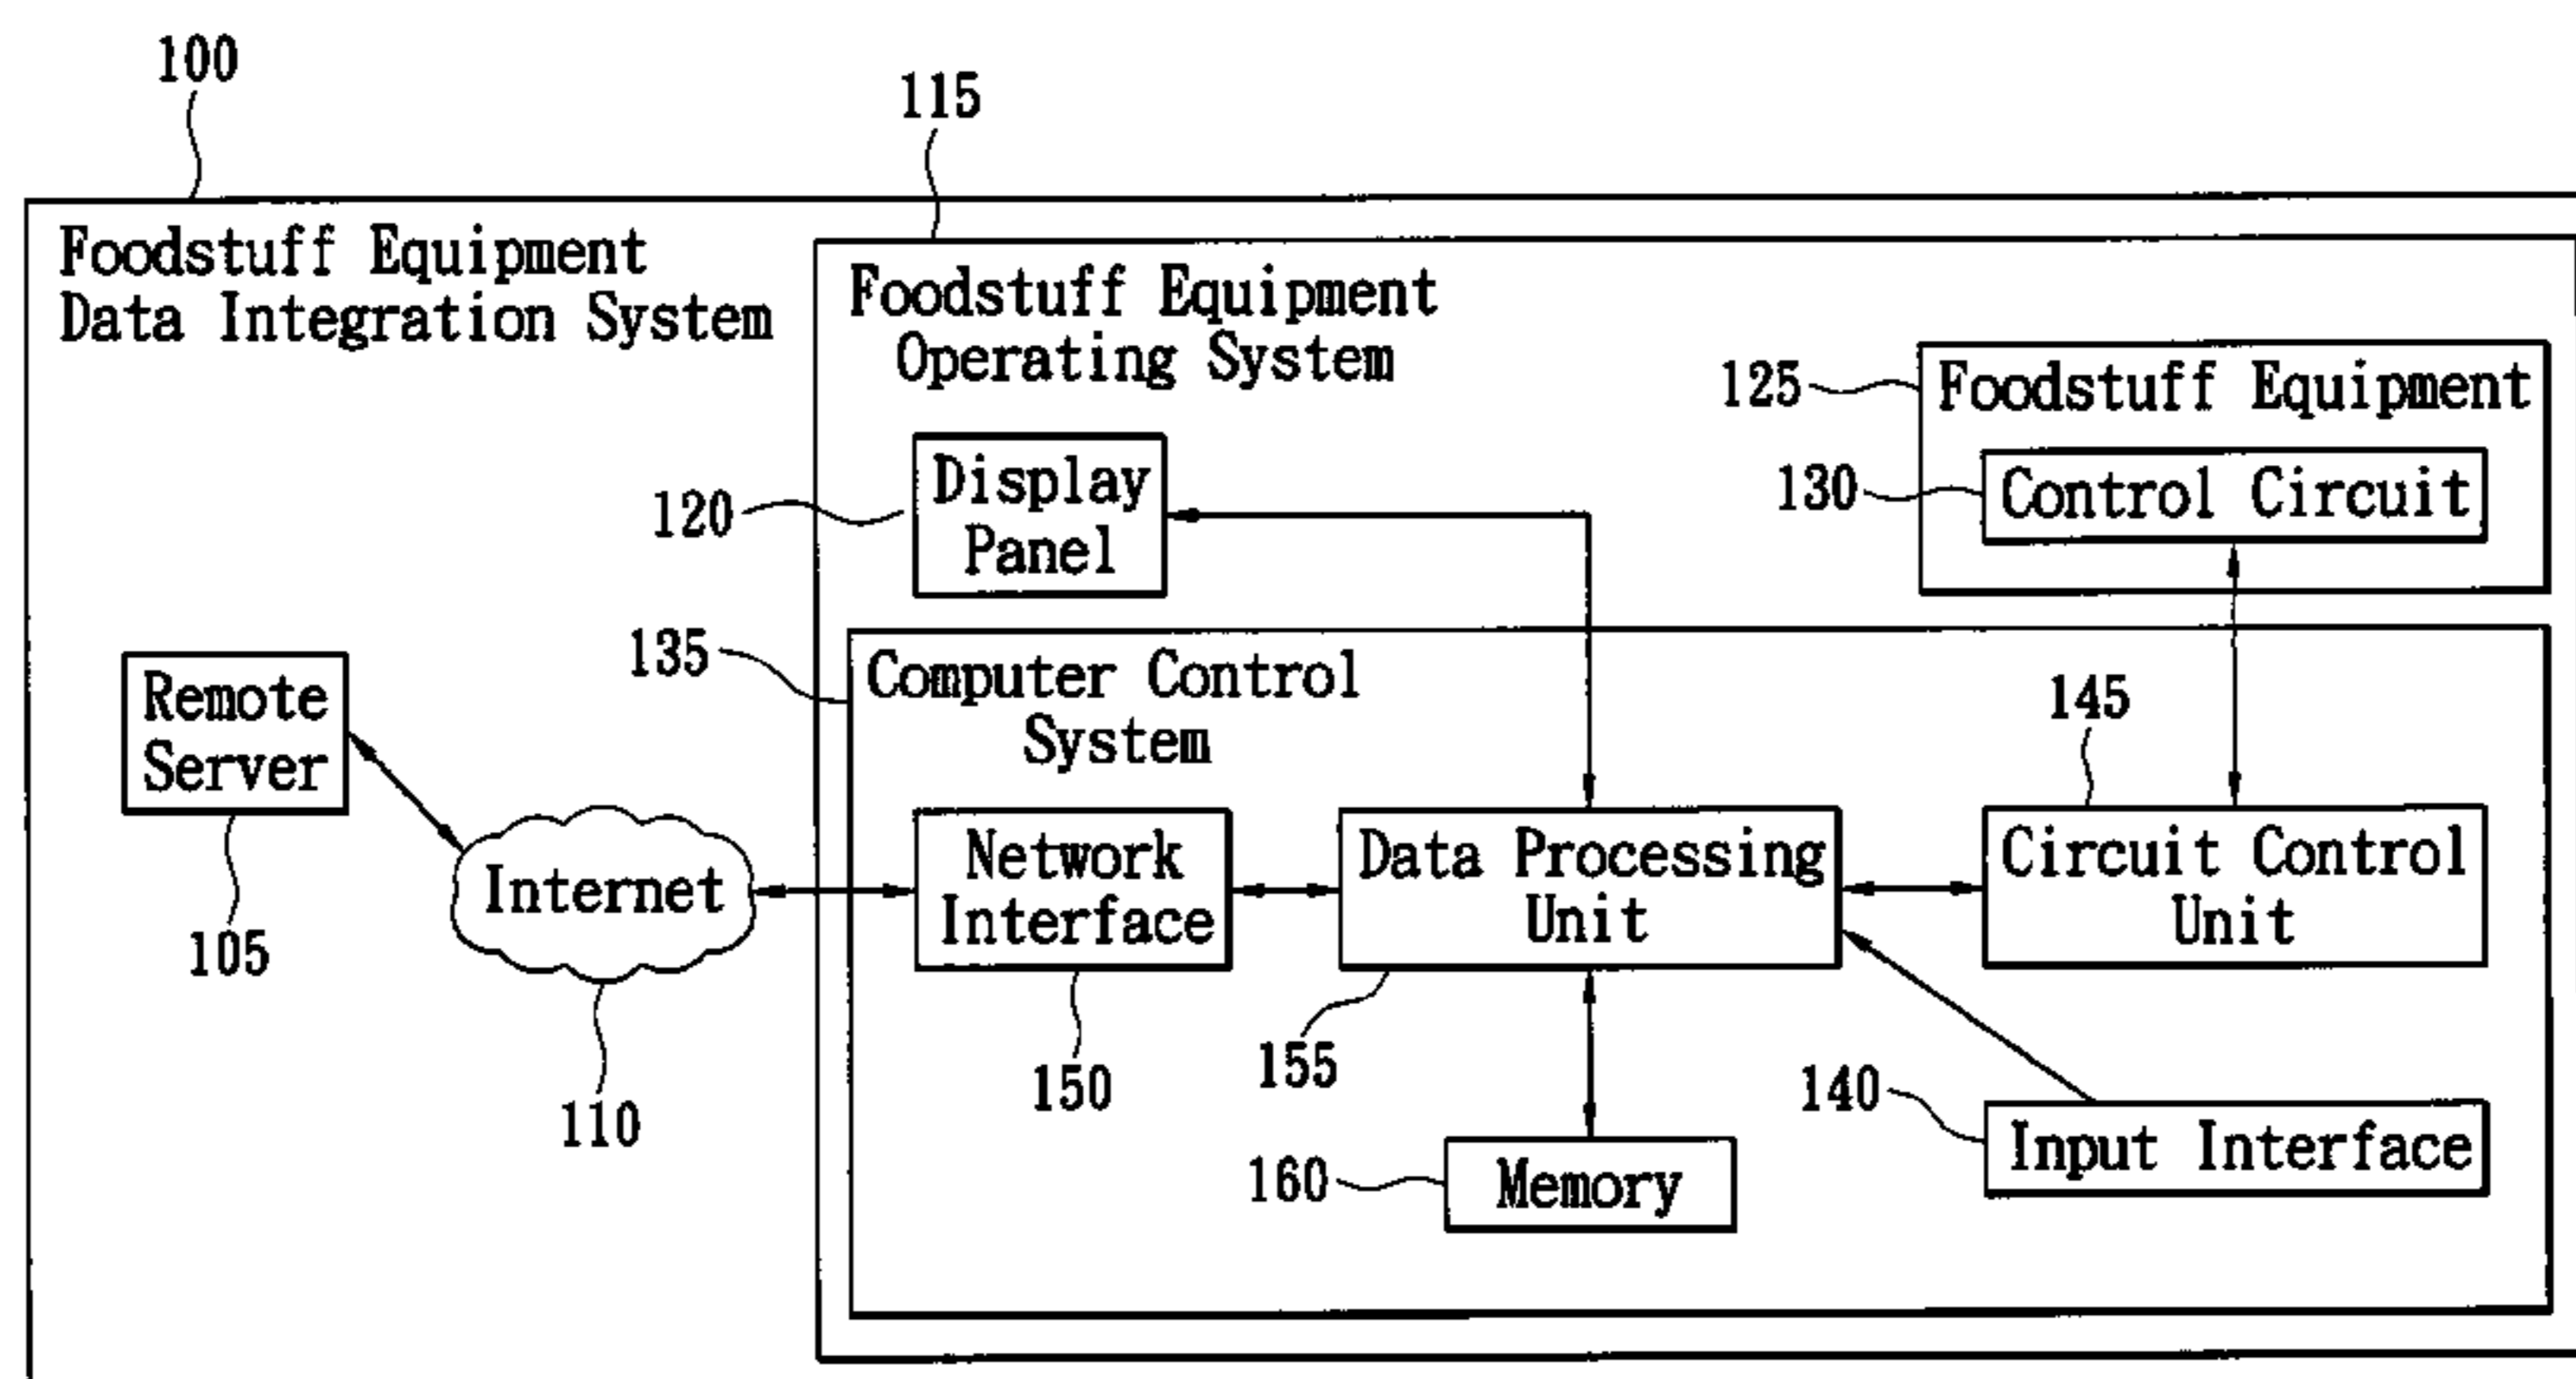 100
115
Foodstuff Equipment
Data Integration System
Foodstuff Equipment
Operating System
125
Foodstuff Equipment
130
Control Circuit
120
Display
Panel
135
Computer Control
System
Remote
Server
105
Internet
110
Network
Interface
150
Data Processing
Unit
155
145
Circuit Control
Unit
140
Input Interface
160
Memory